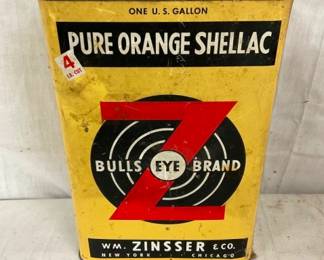 ONE U.S. GALLON
PURE ORANGE SHELLAC
4
LB. CUT
Z
BULLS EYE BRAND
WM. ZINSSER & CO.
NEW YORK CHICAGO